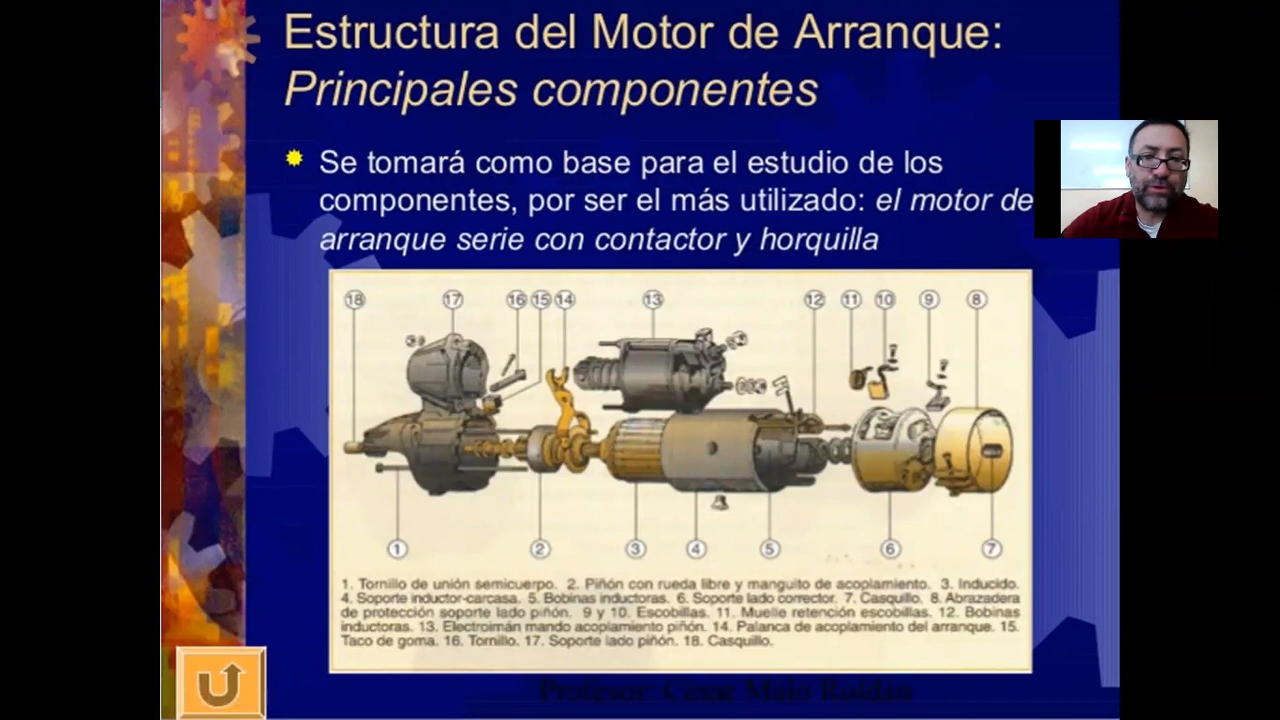 Estructura del Motor de Arranque:
Principales componentes
Se tomará como base para el estudio de los
componentes, por ser el más utilizado: el motor de
arranque serie con contactor y horquilla
18 17 16 15 14 13 12 11 10 9 8
1 2 3 4 5 6 7
1. Tornillo de unión semicuerpo. 2. Piñón con rueda libre y manguito de acoplamiento. 3. Inducido.
4. Soporte inductor-carcasa. 5. Bobinas inductoras. 6. Soporte lado corrector. 7. Casquillo. 8. Abrazadera
de protección soporte lado piñón. 9 y 10. Escobillas. 11. Muelle retención escobillas. 12. Bobinas
inductoras. 13. Electroimán mando acoplamiento piñón. 14. Palanca de acoplamiento del arranque. 15.
Taco de goma. 16. Tornillo. 17. Soporte lado piñón. 18. Casquillo.
Profesor: Cesar Malo Roldán